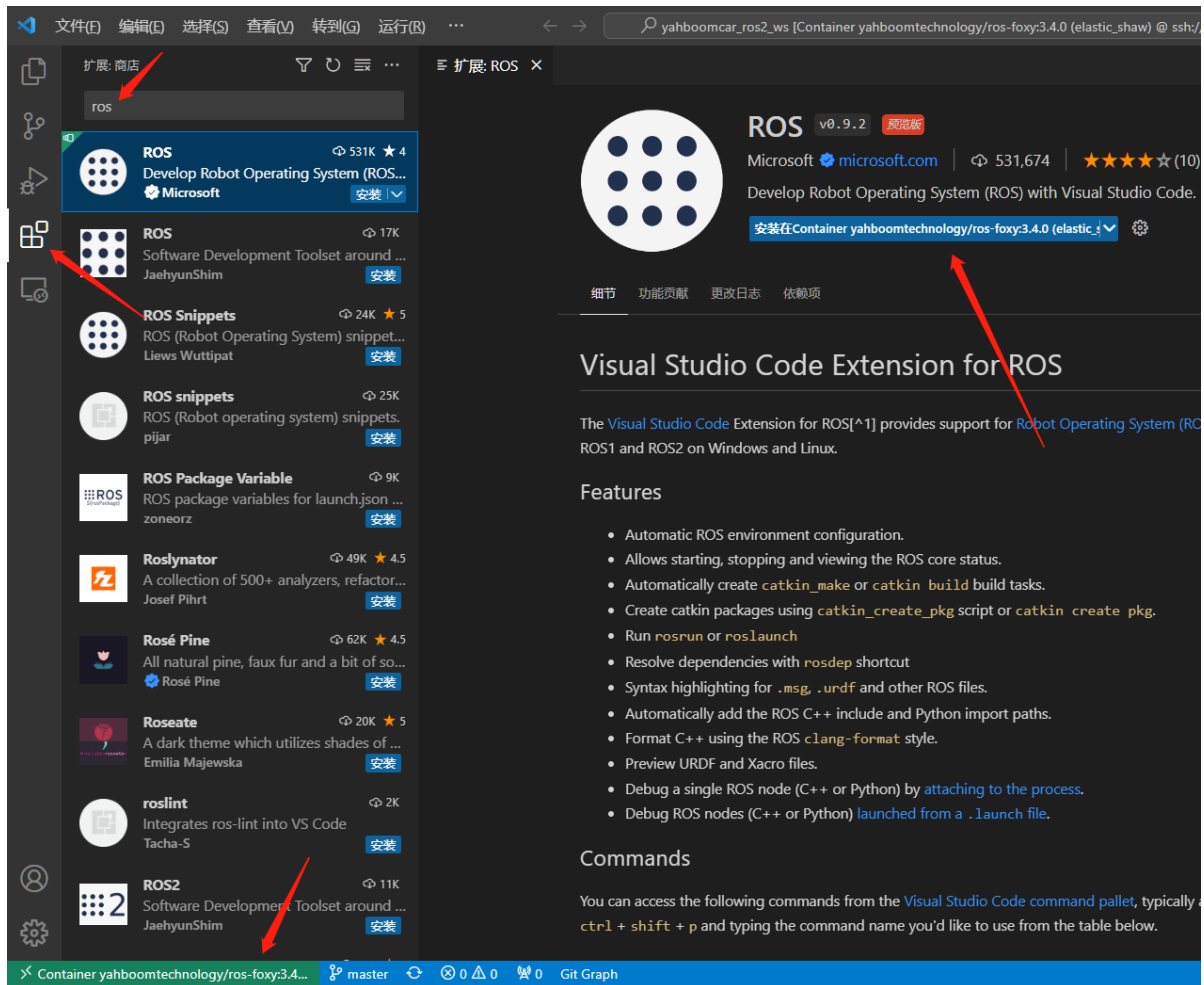 文件(F) 编辑(E) 选择(S) 查看(V) 转到(G) 运行(R) ··· yahboomcar_ros2_ws [Container yahboomtechnology/ros-foxy:3.4.0 (elastic_shaw) @ ssh:/
扩展: 商店
扩展: ROS
ros
ROS 531K 4
Develop Robot Operating System (ROS...
Microsoft 安装
ROS 17K
Software Development Toolset around ...
JaehyunShim 安装
ROS Snippets 24K 5
ROS (Robot Operating System) snippet...
Liews Wuttipat 安装
ROS snippets 25K
ROS (Robot operating system) snippets.
pijar 安装
ROS Package Variable 9K
ROS package variables for launch.json ...
zoneorz 安装
Roslynator 49K 4.5
A collection of 500+ analyzers, refactor...
Josef Pihrt 安装
Rosé Pine 62K 4.5
All natural pine, faux fur and a bit of so...
Rosé Pine 安装
Roseate 20K 5
A dark theme which utilizes shades of ...
Emilia Majewska 安装
roslint 2K
Integrates ros-lint into VS Code
Tacha-S 安装
ROS2 11K
Software Development Toolset around ...
JaehyunShim 安装
ROS v0.9.2 预览版
Microsoft microsoft.com 531,674 (10)
Develop Robot Operating System (ROS) with Visual Studio Code.
安装在Container yahboomtechnology/ros-foxy:3.4.0 (elastic_s
细节 功能贡献 更改日志 依赖项
Visual Studio Code Extension for ROS
The Visual Studio Code Extension for ROS[^1] provides support for Robot Operating System (RO
ROS1 and ROS2 on Windows and Linux.
Features
• Automatic ROS environment configuration.
• Allows starting, stopping and viewing the ROS core status.
• Automatically create catkin_make or catkin build build tasks.
• Create catkin packages using catkin_create_pkg script or catkin create pkg.
• Run rosrun or roslaunch
• Resolve dependencies with rosdep shortcut
• Syntax highlighting for .msg, .urdf and other ROS files.
• Automatically add the ROS C++ include and Python import paths.
• Format C++ using the ROS clang-format style.
• Preview URDF and Xacro files.
• Debug a single ROS node (C++ or Python) by attaching to the process.
• Debug ROS nodes (C++ or Python) launched from a .launch file.
Commands
You can access the following commands from the Visual Studio Code command pallet, typically a
ctrl + shift + p and typing the command name you'd like to use from the table below.
Container yahboomtechnology/ros-foxy:3.4... master 0 0 0 Git Graph